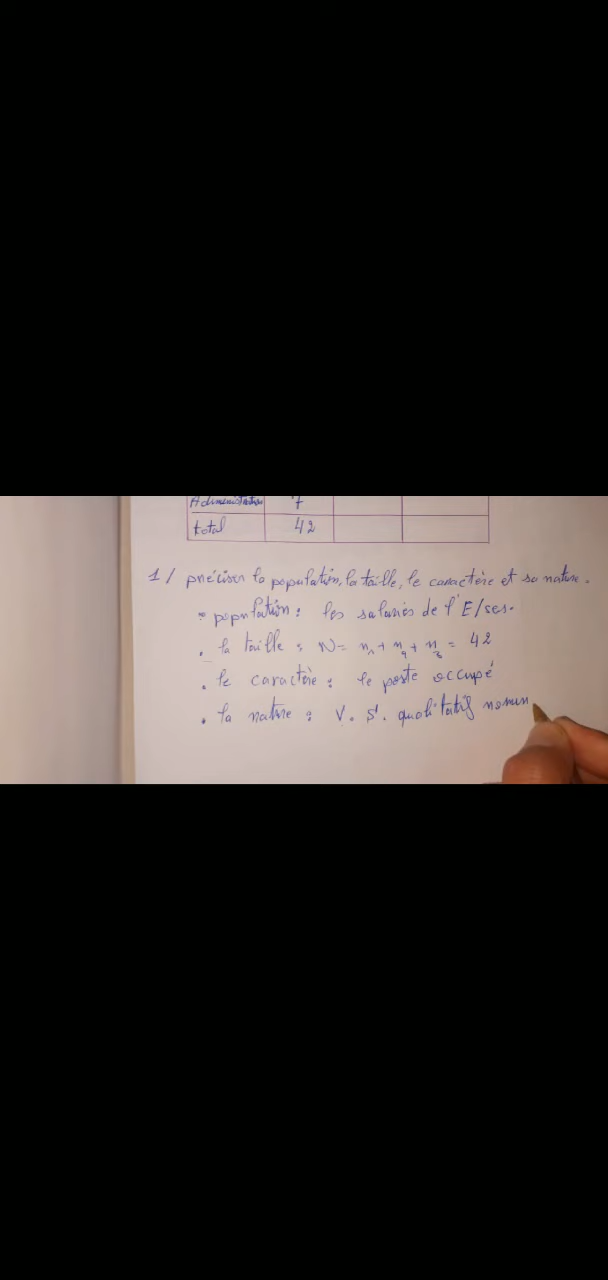 Administration 7
total 42
1/ préciser la population, la taille, le caractère et sa nature.
- population : les salariés de l'E/ses.
. la taille : N = n1 + n2 + n3 = 42
. le caractère : le poste occupé
. la nature : V. S. qualitatif nomin